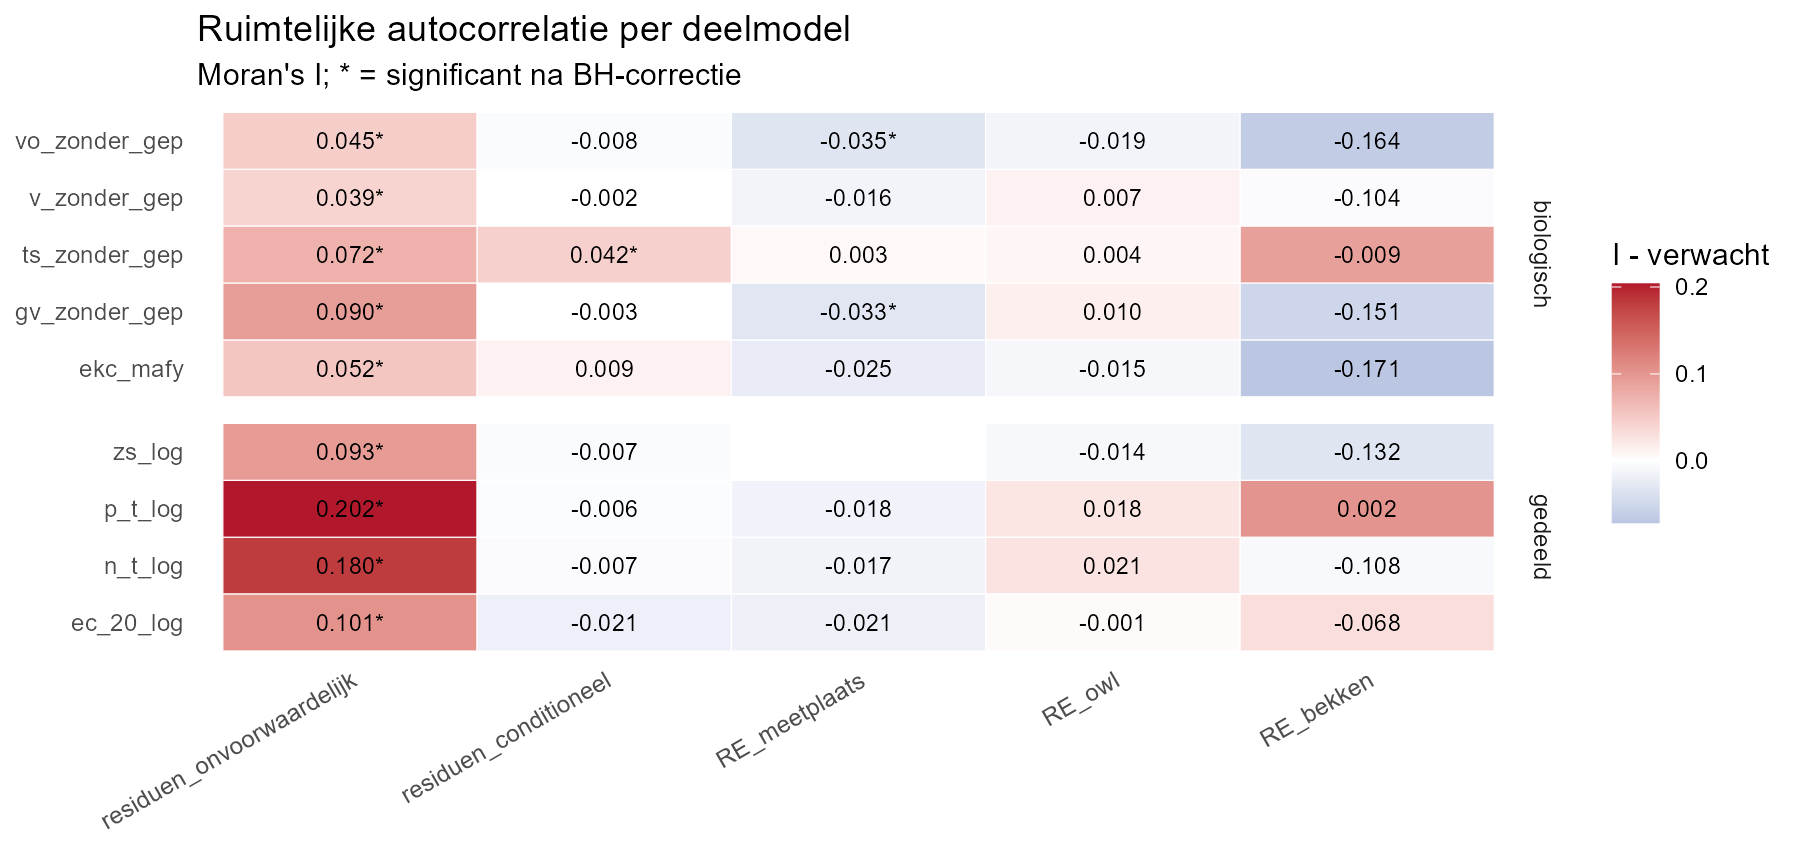 Ruimtelijke autocorrelatie per deelmodel
Moran's I; * = significant na BH-correctie
vo_zonder_gep 0.045* -0.008 -0.035* -0.019 -0.164
v_zonder_gep 0.039* -0.002 -0.016 0.007 -0.104
ts_zonder_gep 0.072* 0.042* 0.003 0.004 -0.009
gv_zonder_gep 0.090* -0.003 -0.033* 0.010 -0.151
ekc_mafy 0.052* 0.009 -0.025 -0.015 -0.171
biologisch
zs_log 0.093* -0.007 -0.014 -0.132
p_t_log 0.202* -0.006 -0.018 0.018 0.002
n_t_log 0.180* -0.007 -0.017 0.021 -0.108
ec_20_log 0.101* -0.021 -0.021 -0.001 -0.068
gedeeld
residuen_onvoorwaardelijk
residuen_conditioneel
RE_meetplaats
RE_owl
RE_bekken
I - verwacht
0.2
0.1
0.0